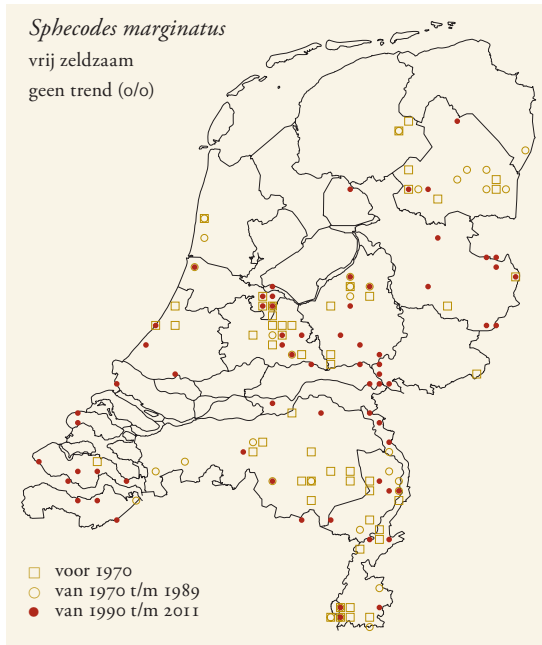 Sphecodes marginatus
vrij zeldzaam
geen trend (0/0)
voor 1970
van 1970 t/m 1989
van 1990 t/m 2011